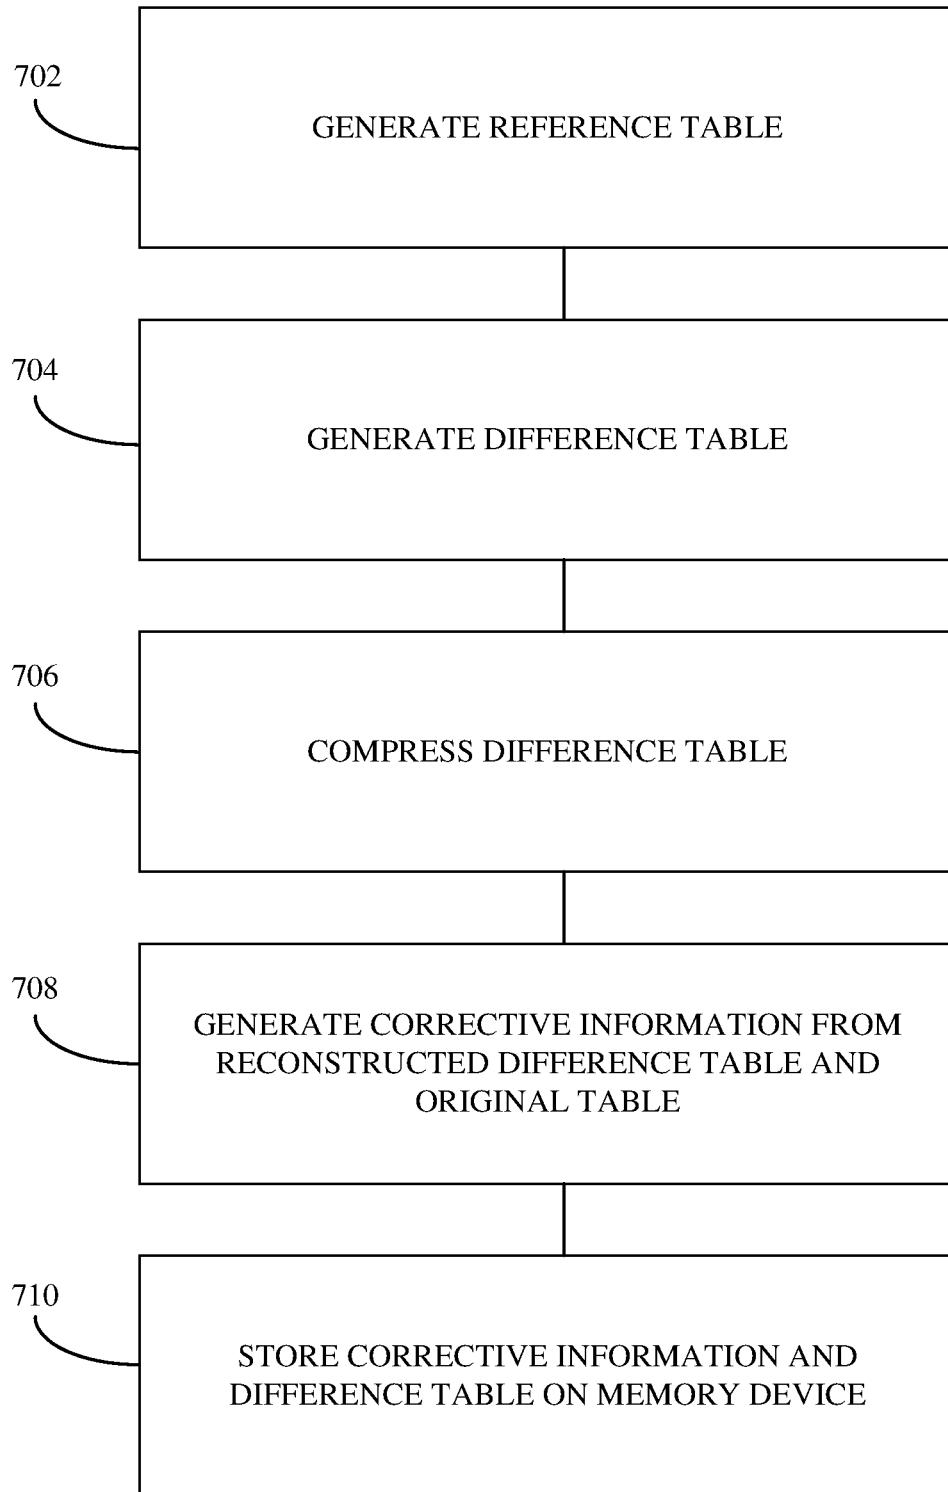 702
GENERATE REFERENCE TABLE
704
GENERATE DIFFERENCE TABLE
706
COMPRESS DIFFERENCE TABLE
708
GENERATE CORRECTIVE INFORMATION FROM
RECONSTRUCTED DIFFERENCE TABLE AND
ORIGINAL TABLE
710
STORE CORRECTIVE INFORMATION AND
DIFFERENCE TABLE ON MEMORY DEVICE